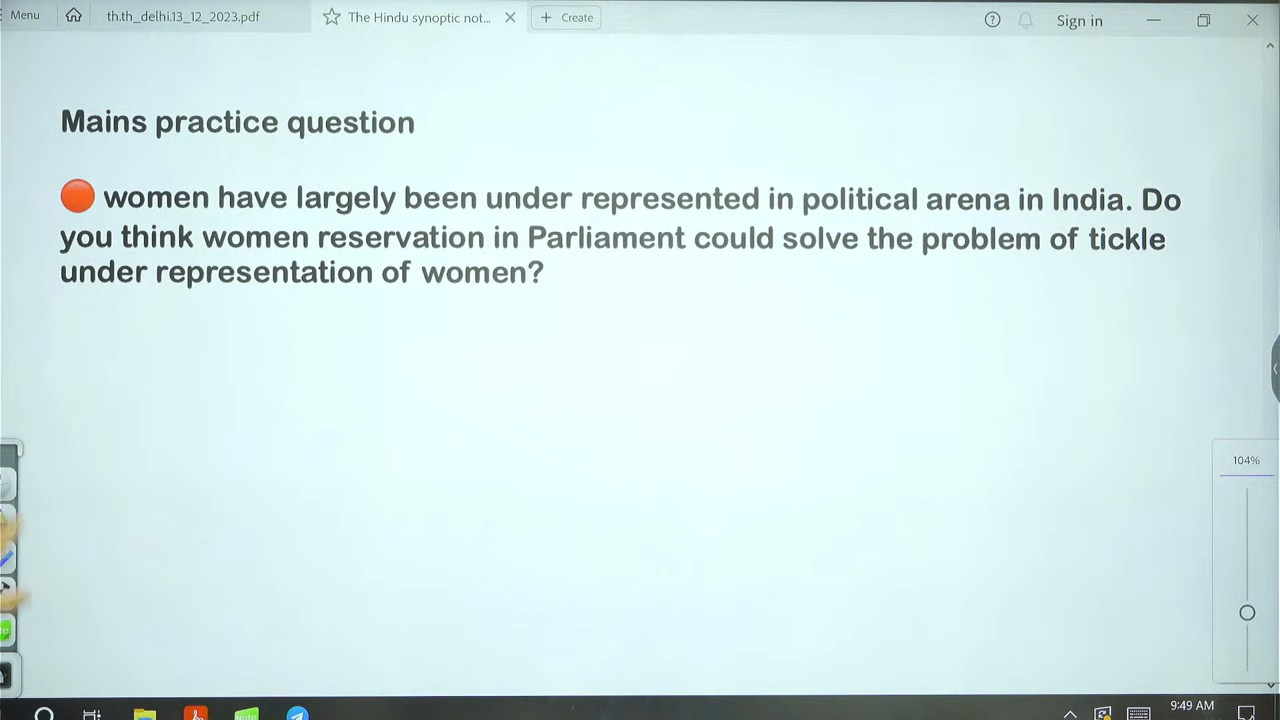 Menu
th.th_delhi.13_12_2023.pdf
The Hindu synoptic not...
+ Create
Sign in
Mains practice question
women have largely been under represented in political arena in India. Do
you think women reservation in Parliament could solve the problem of tickle
under representation of women?
104%
9:49 AM